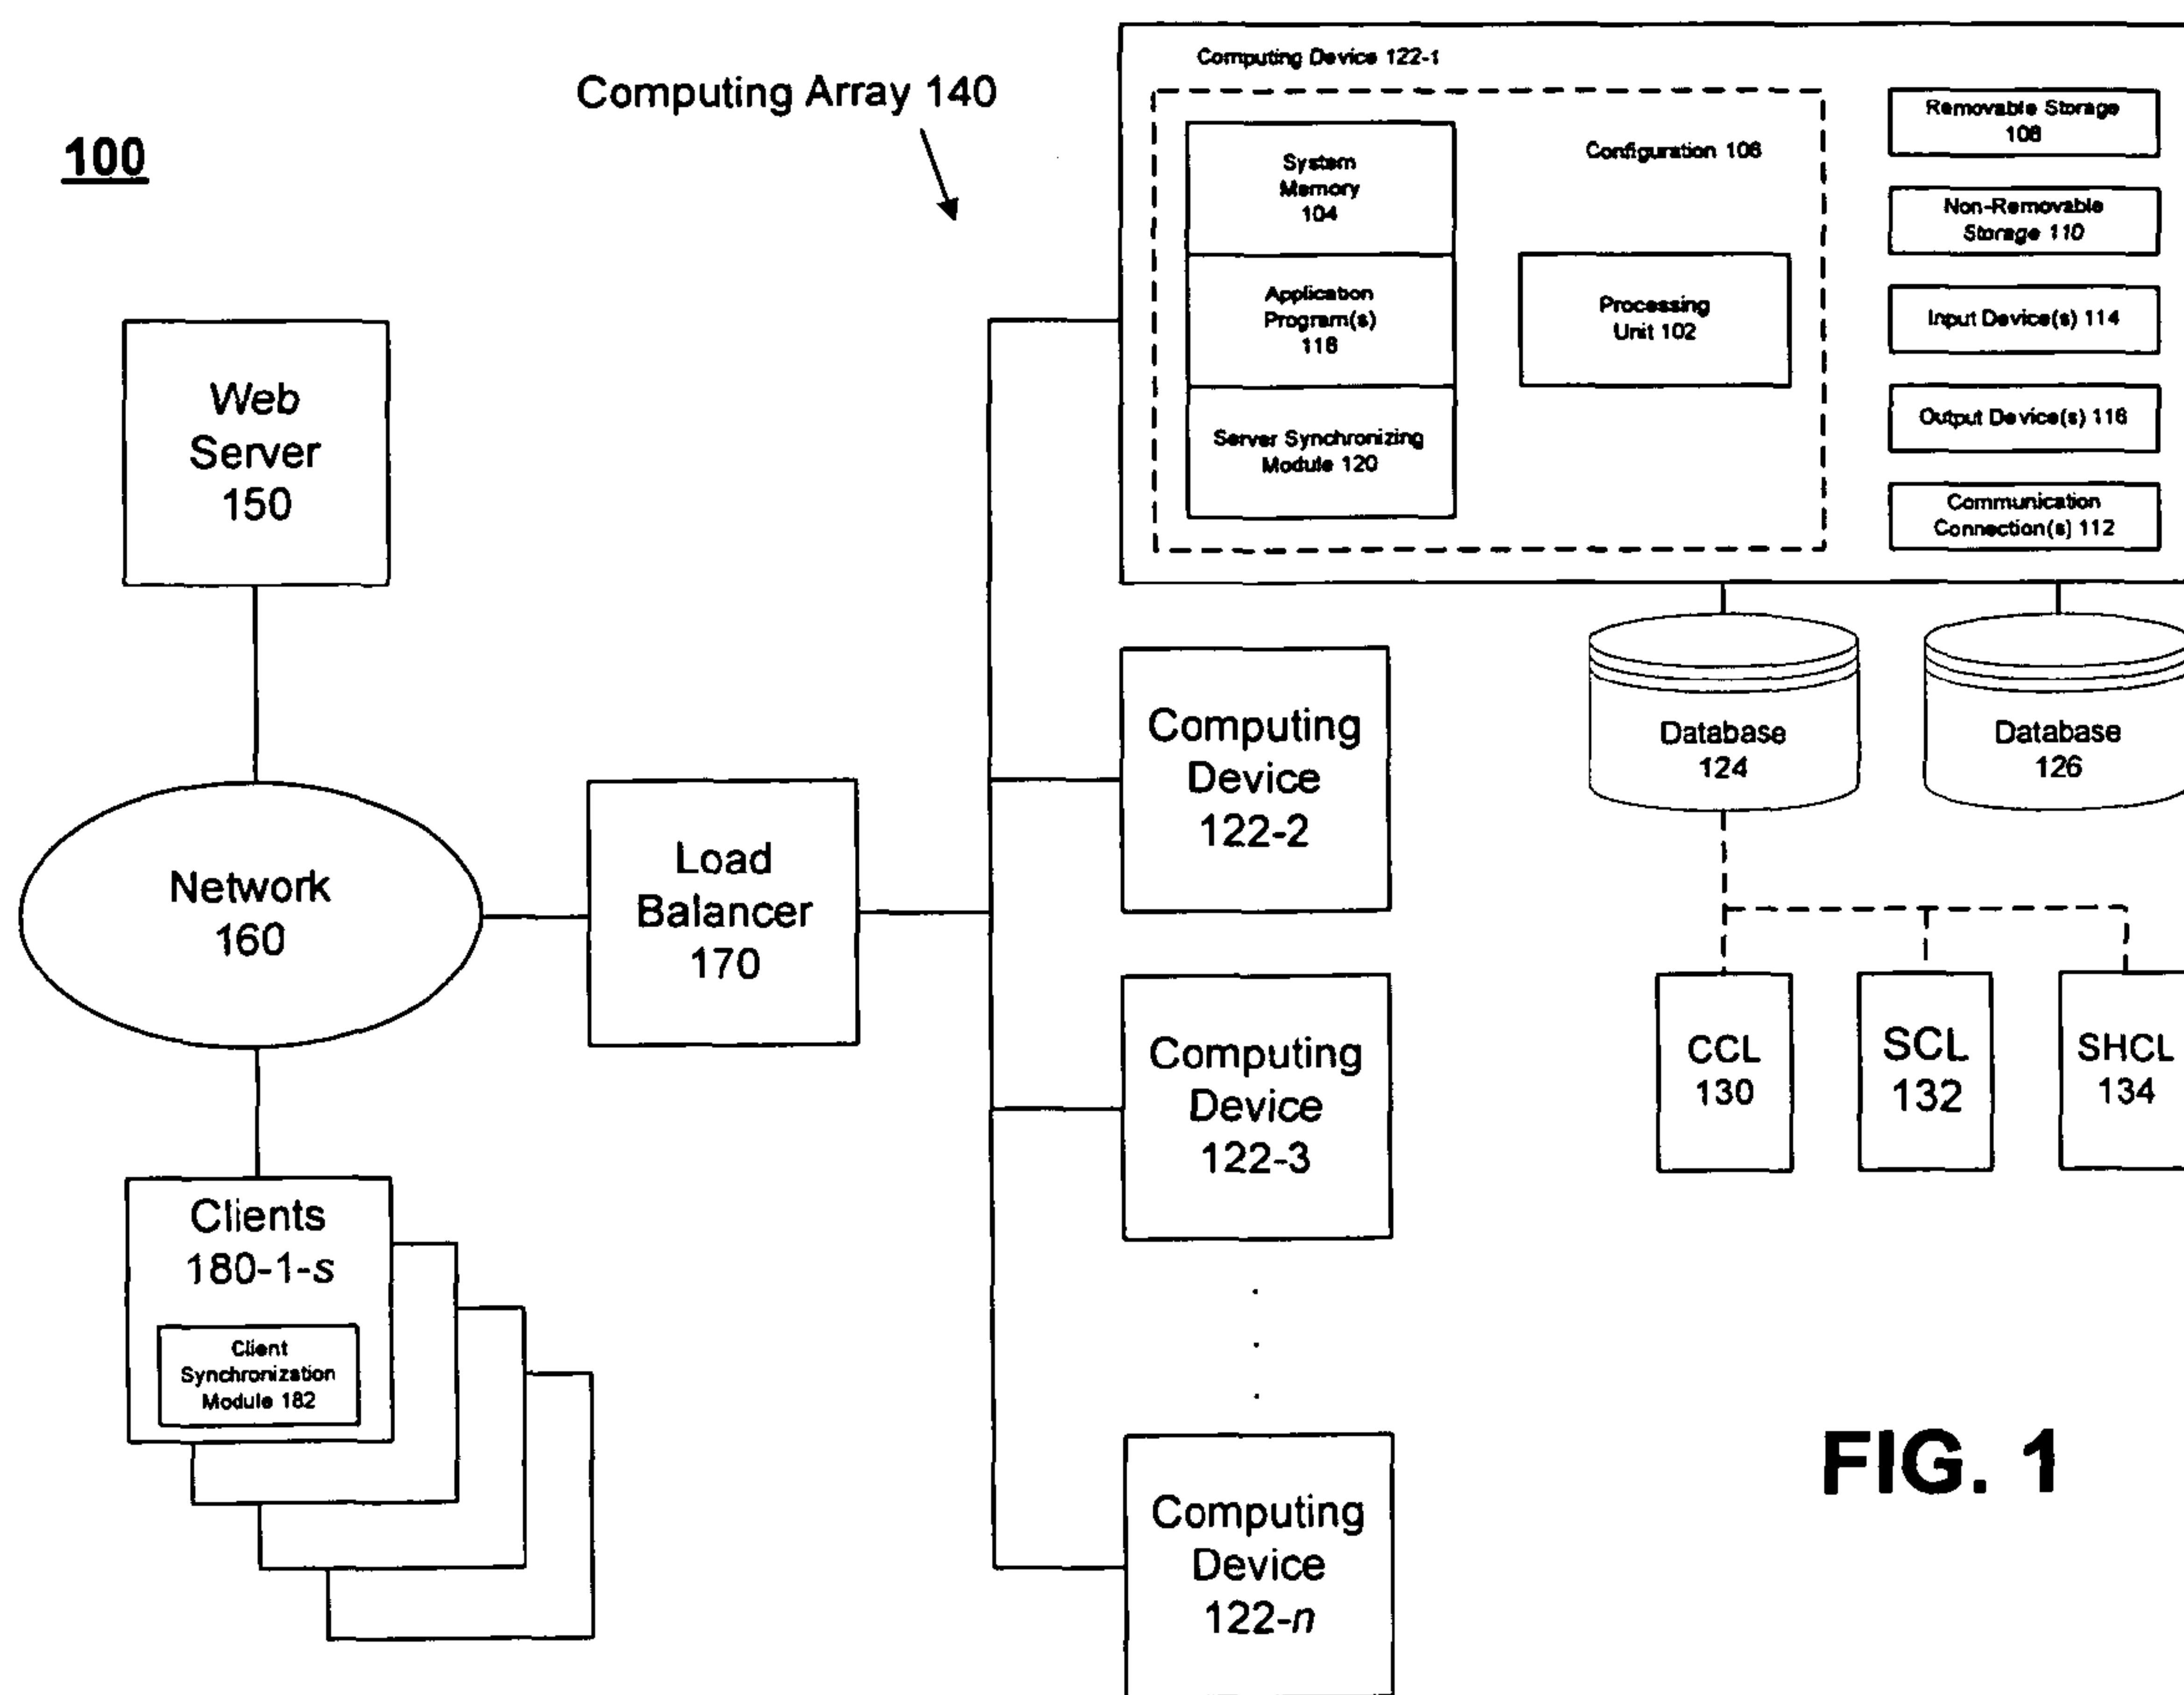 100
Computing Array 140
Computing Device 122-1
System
Memory
104
Configuration 106
Application
Program(s)
118
Processing
Unit 102
Server Synchronizing
Module 120
Removable Storage
108
Non-Removable
Storage 110
Input Device(s) 114
Output Device(s) 116
Communication
Connection(s) 112
Web
Server
150
Network
160
Load
Balancer
170
Clients
180-1-s
Client
Synchronization
Module 182
Computing
Device
122-2
Computing
Device
122-3
.
.
.
Computing
Device
122-n
Database
124
Database
126
CCL
130
SCL
132
SHCL
134
FIG. 1